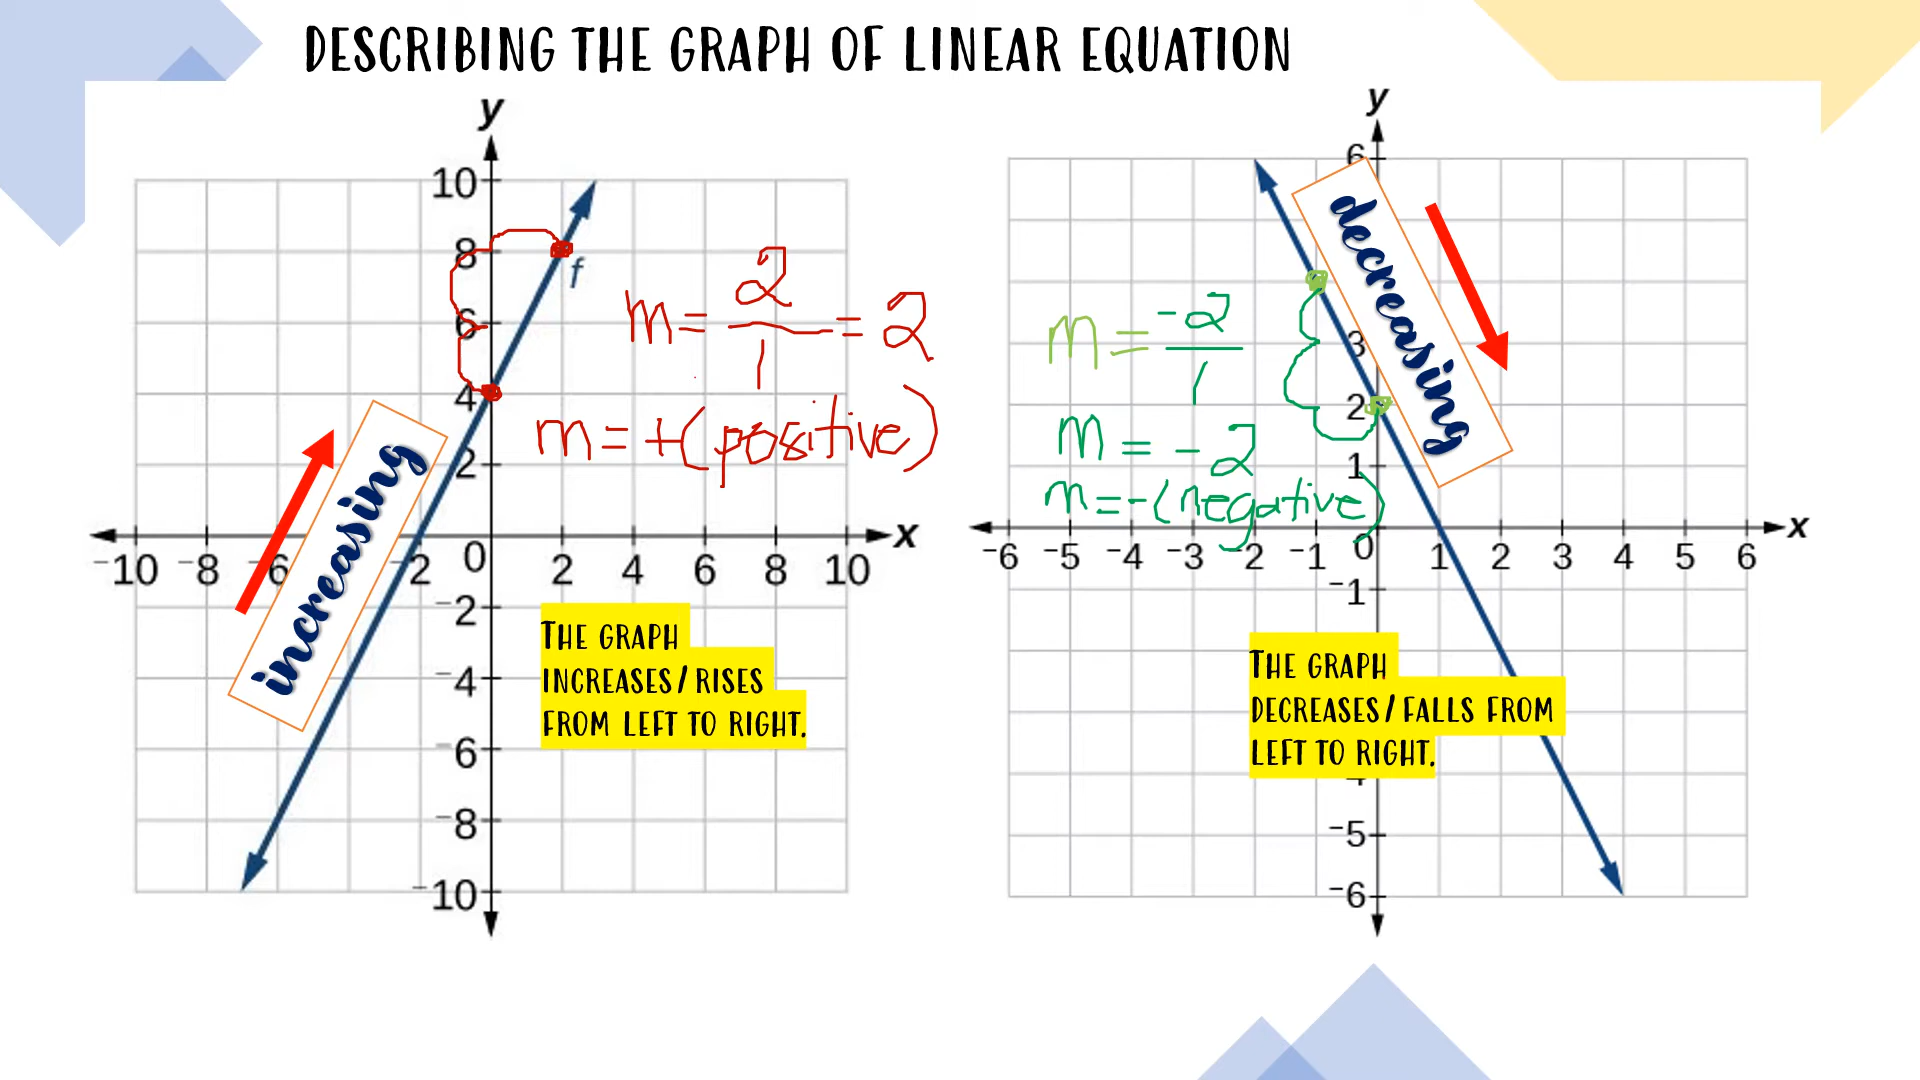 DESCRIBING THE GRAPH OF LINEAR EQUATION
y
10
8
6
4
2
-10 -8 -6 -2 0 2 4 6 8 10 x
-2
-4
-6
-8
-10
f
m = 2/1 = 2
m = +(positive)
increasing
THE GRAPH
INCREASES/RISES
FROM LEFT TO RIGHT.
y
6
3
2
1
-6 -5 -4 -3 -2 -1 0 1 2 3 4 5 6 x
-1
-5
-6
m = -2/1
m = -2
m = -(negative)
decreasing
THE GRAPH
DECREASES/FALLS FROM
LEFT TO RIGHT.